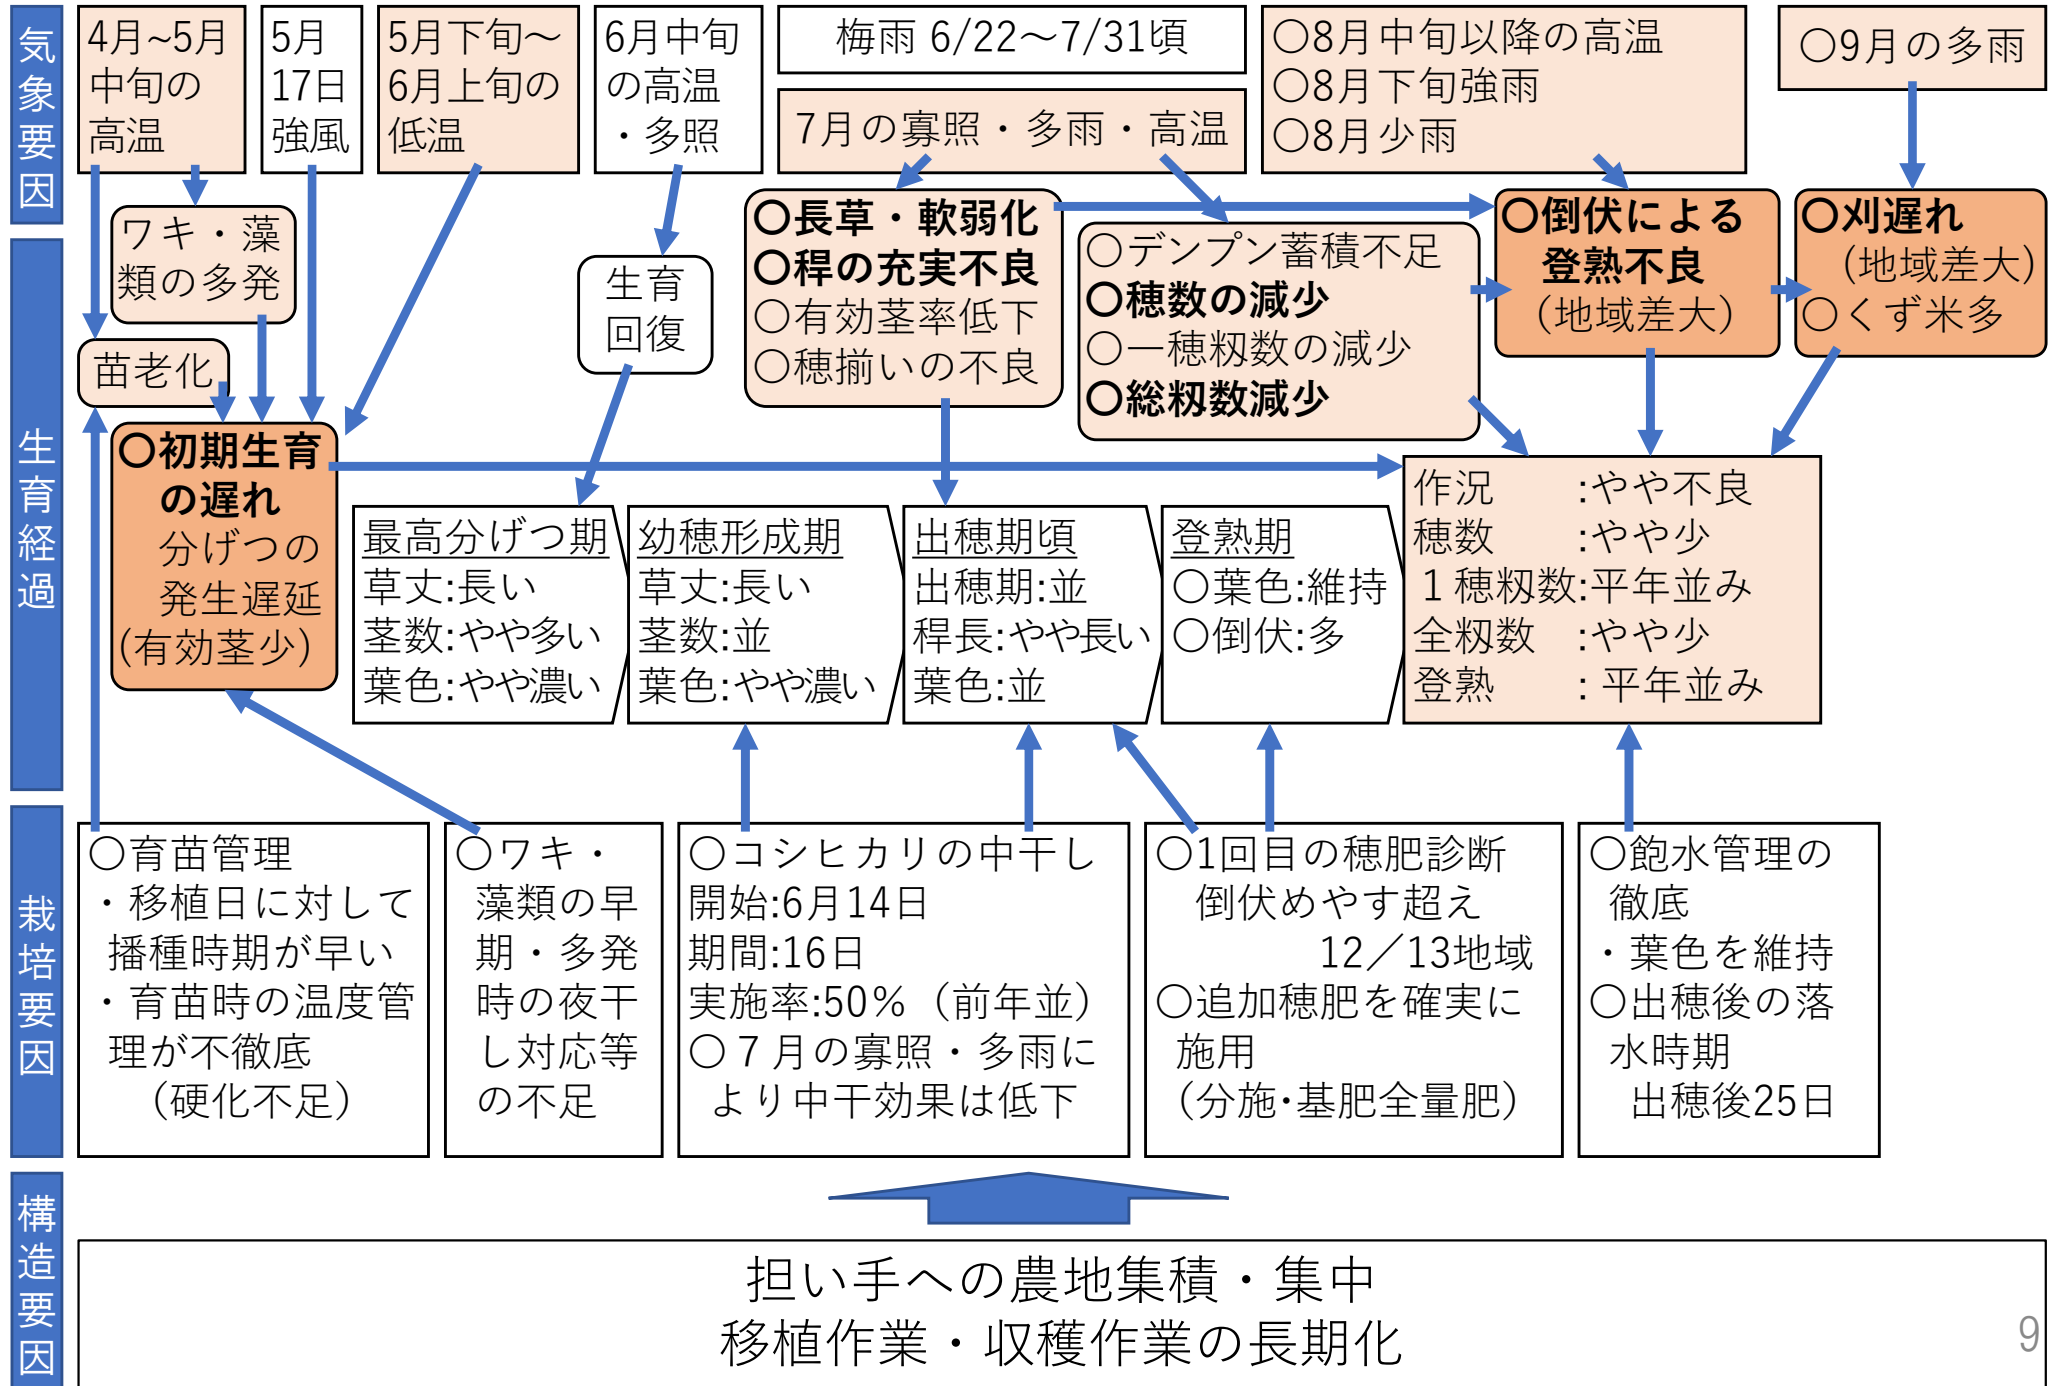 気象要因
4月~5月
中旬の
高温
5月
17日
強風
5月下旬～
6月上旬の
低温
6月中旬
の高温
・多照
梅雨 6/22～7/31頃
7月の寡照・多雨・高温
○8月中旬以降の高温
○8月下旬強雨
○8月少雨
○9月の多雨
生育経過
ワキ・藻
類の多発
苗老化
○初期生育
の遅れ
分げつの
発生遅延
(有効茎少)
生育
回復
○長草・軟弱化
○稈の充実不良
○有効茎率低下
○穂揃いの不良
○デンプン蓄積不足
○穂数の減少
○一穂籾数の減少
○総籾数減少
○倒伏による
登熟不良
（地域差大）
○刈遅れ
（地域差大）
○くず米多
最高分げつ期
草丈:長い
茎数:やや多い
葉色:やや濃い
幼穂形成期
草丈:長い
茎数:並
葉色:やや濃い
出穂期頃
出穂期:並
稈長:やや長い
葉色:並
登熟期
○葉色:維持
○倒伏:多
作況　　:やや不良
穂数　　:やや少
１穂籾数:平年並み
全籾数　:やや少
登熟　　: 平年並み
栽培要因
○育苗管理
・移植日に対して
播種時期が早い
・育苗時の温度管
理が不徹底
（硬化不足）
○ワキ・
藻類の早
期・多発
時の夜干
し対応等
の不足
○コシヒカリの中干し
開始:6月14日
期間:16日
実施率:50%（前年並）
○７月の寡照・多雨に
より中干効果は低下
○1回目の穂肥診断
倒伏めやす超え
12／13地域
○追加穂肥を確実に
施用
（分施・基肥全量肥）
○飽水管理の
徹底
・葉色を維持
○出穂後の落
水時期
出穂後25日
構造要因
担い手への農地集積・集中
移植作業・収穫作業の長期化
9